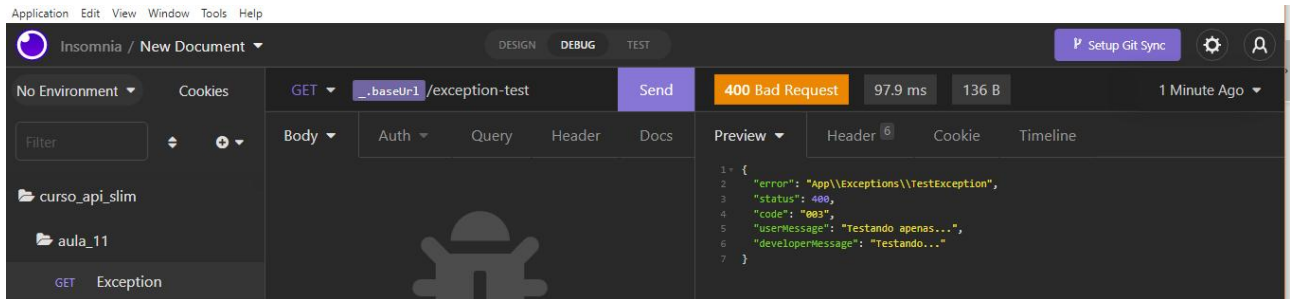 Application Edit View Window Tools Help
Insomnia / New Document DESIGN DEBUG TEST Setup Git Sync
No Environment Cookies GET _.baseUrl /exception-test Send 400 Bad Request 97.9 ms 136 B 1 Minute Ago
Filter Body Auth Query Header Docs Preview Header 6 Cookie Timeline
1 {
2 "error": "App\\Exceptions\\TestException",
3 "status": 400,
4 "code": "003",
5 "userMessage": "Testando apenas...",
6 "developerMessage": "Testando..."
7 }
curso_api_slim
aula_11
GET Exception